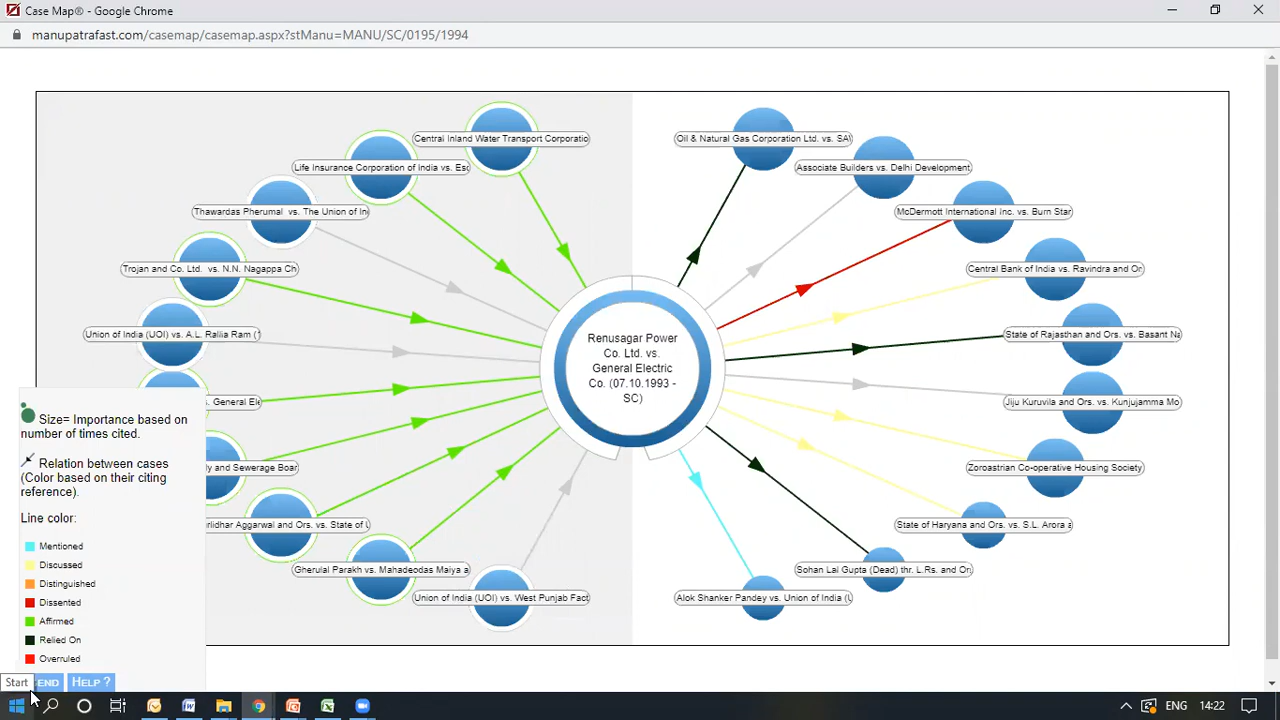 Case Map® - Google Chrome
manupatrafast.com/casemap/casemap.aspx?stManu=MANU/SC/0195/1994
Central Inland Water Transport Corporatio
Life Insurance Corporation of India vs. Esc
Thawardas Pherumal vs. The Union of In
Trojan and Co. Ltd. vs. N.N. Nagappa Ch
Union of India (UOI) vs. A.L. Rallia Ram (
s. General Ele
ly and Sewerage Boar
rlidhar Aggarwal and Ors. vs. State of U
Gherulal Parakh vs. Mahadeodas Maiya a
Union of India (UOI) vs. West Punjab Fact
Renusagar Power
Co. Ltd. vs.
General Electric
Co. (07.10.1993 -
SC)
Oil & Natural Gas Corporation Ltd. vs. SAW
Associate Builders vs. Delhi Development
McDermott International Inc. vs. Burn Stan
Central Bank of India vs. Ravindra and Or
State of Rajasthan and Ors. vs. Basant Na
Jiju Kuruvila and Ors. vs. Kunjujamma Mo
Zoroastrian Co-operative Housing Society
State of Haryana and Ors. vs. S.L. Arora a
Sohan Lal Gupta (Dead) thr. L.Rs. and Ors
Alok Shanker Pandey vs. Union of India (U
Size= Importance based on
number of times cited.
Relation between cases
(Color based on their citing
reference).
Line color:
Mentioned
Discussed
Distinguished
Dissented
Affirmed
Relied On
Overruled
Start
END
HELP ?
ENG
14:22